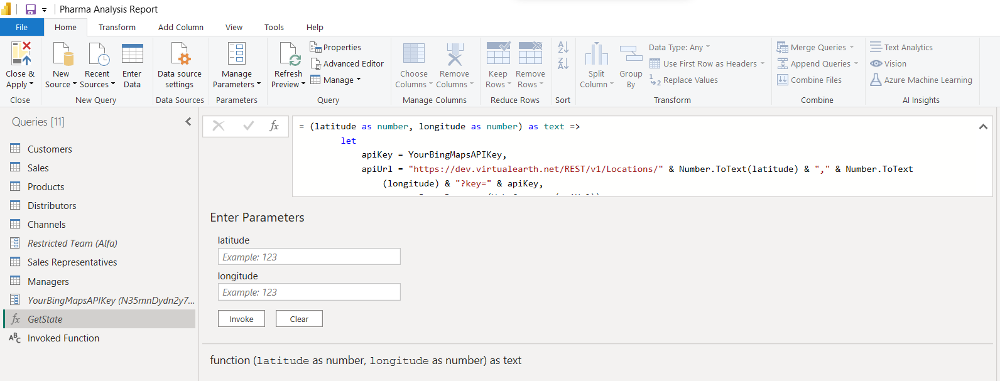 Pharma Analysis Report
File Home Transform Add Column View Tools Help
Close & Apply
Close
New Source
Recent Sources
Enter Data
New Query
Data source settings
Data Sources
Manage Parameters
Parameters
Refresh Preview
Properties
Advanced Editor
Manage
Query
Choose Columns
Remove Columns
Manage Columns
Keep Rows
Remove Rows
Reduce Rows
Sort
Split Column
Group By
Data Type: Any
Use First Row as Headers
Replace Values
Transform
Merge Queries
Append Queries
Combine Files
Combine
Text Analytics
Vision
Azure Machine Learning
AI Insights
Queries [11]
Customers
Sales
Products
Distributors
Channels
Restricted Team (Alfa)
Sales Representatives
Managers
YourBingMapsAPIKey (N35mnDydn2y7...
fx GetState
ABC Invoked Function
fx
= (latitude as number, longitude as number) as text =>
let
apiKey = YourBingMapsAPIKey,
apiUrl = "https://dev.virtualearth.net/REST/v1/Locations/" & Number.ToText(latitude) & "," & Number.ToText
(longitude) & "?key=" & apiKey,
Enter Parameters
latitude
Example: 123
longitude
Example: 123
Invoke Clear
function (latitude as number, longitude as number) as text